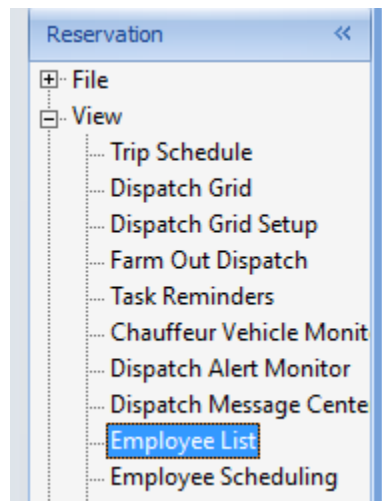 Reservation
File
View
Trip Schedule
Dispatch Grid
Dispatch Grid Setup
Farm Out Dispatch
Task Reminders
Chauffeur Vehicle Monit
Dispatch Alert Monitor
Dispatch Message Cente
Employee List
Employee Scheduling